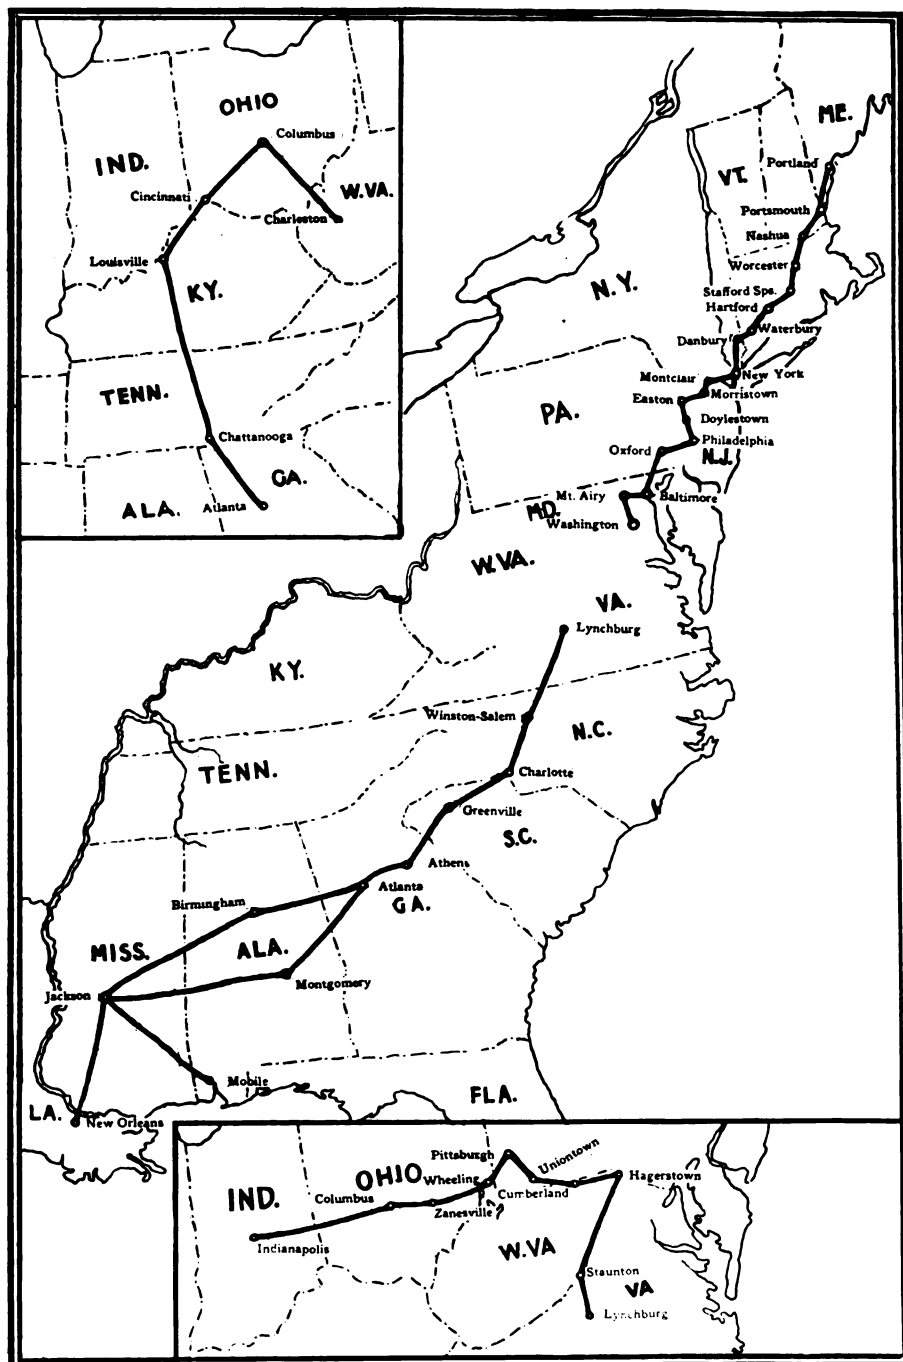 OHIO
Columbus
IND.
W.VA.
Cincinnati
Charleston
Louisville
KY.
TENN.
Chattanooga
GA.
ALA.
Atlanta
ME.
Portland
VT.
Portsmouth
Nashua
Worcester
N.Y.
Stafford Sps.
Hartford
Waterbury
Danbury
Montclair
New York
Morristown
Easton
PA.
Doylestown
Philadelphia
Oxford
N.J.
Mt. Airy
Baltimore
MD.
Washington
W.VA.
VA.
Lynchburg
KY.
Winston-Salem
N.C.
TENN.
Charlotte
Greenville
S.C.
Athens
Atlanta
Birmingham
GA.
MISS.
ALA.
Montgomery
Jackson
Mobile
FLA.
LA.
New Orleans
Pittsburgh
Uniontown
OHIO
Wheeling
Hagerstown
IND.
Columbus
Cumberland
Zanesville
Indianapolis
W.VA
Staunton
VA
Lynchburg